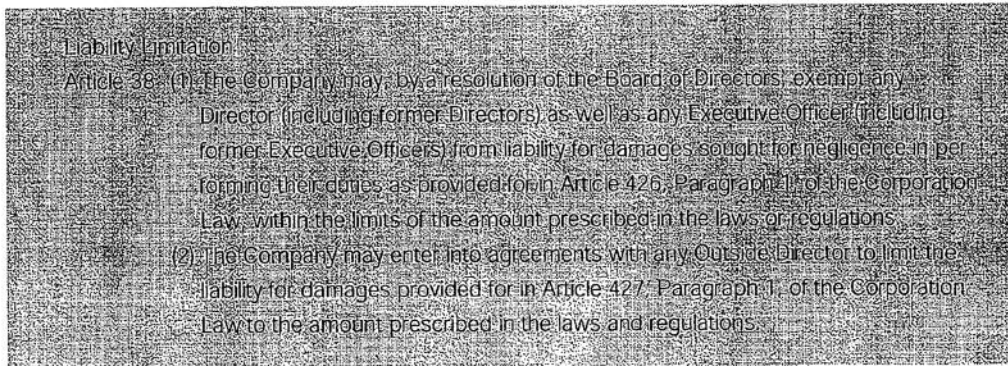 Liability Limitation
Article 38. (1) The Company may, by a resolution of the Board of Directors, exempt any
Director (including former Directors) as well as any Executive Officer (including
former Executive Officers) from liability for damages sought for negligence in per-
forming their duties as provided for in Article 426, Paragraph 1, of the Corporation
Law, within the limits of the amount prescribed in the laws or regulations.
(2) The Company may enter into agreements with any Outside Director to limit the
liability for damages provided for in Article 427, Paragraph 1, of the Corporation
Law to the amount prescribed in the laws and regulations.